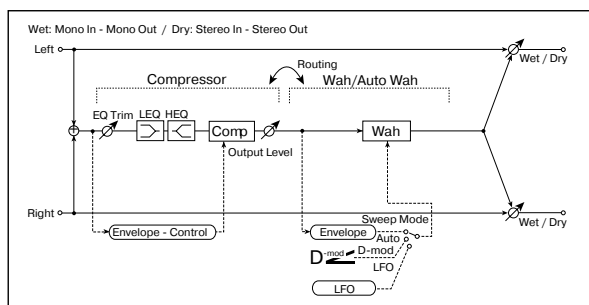 Wet: Mono In - Mono Out / Dry: Stereo In - Stereo Out
Left
Wet / Dry
Routing
Compressor
Wah/Auto Wah
EQ Trim
LEQ
HEQ
Comp
Output Level
Wah
Right
Wet / Dry
Envelope - Control
Sweep Mode
Envelope
Auto
D-mod
D-mod
LFO
LFO